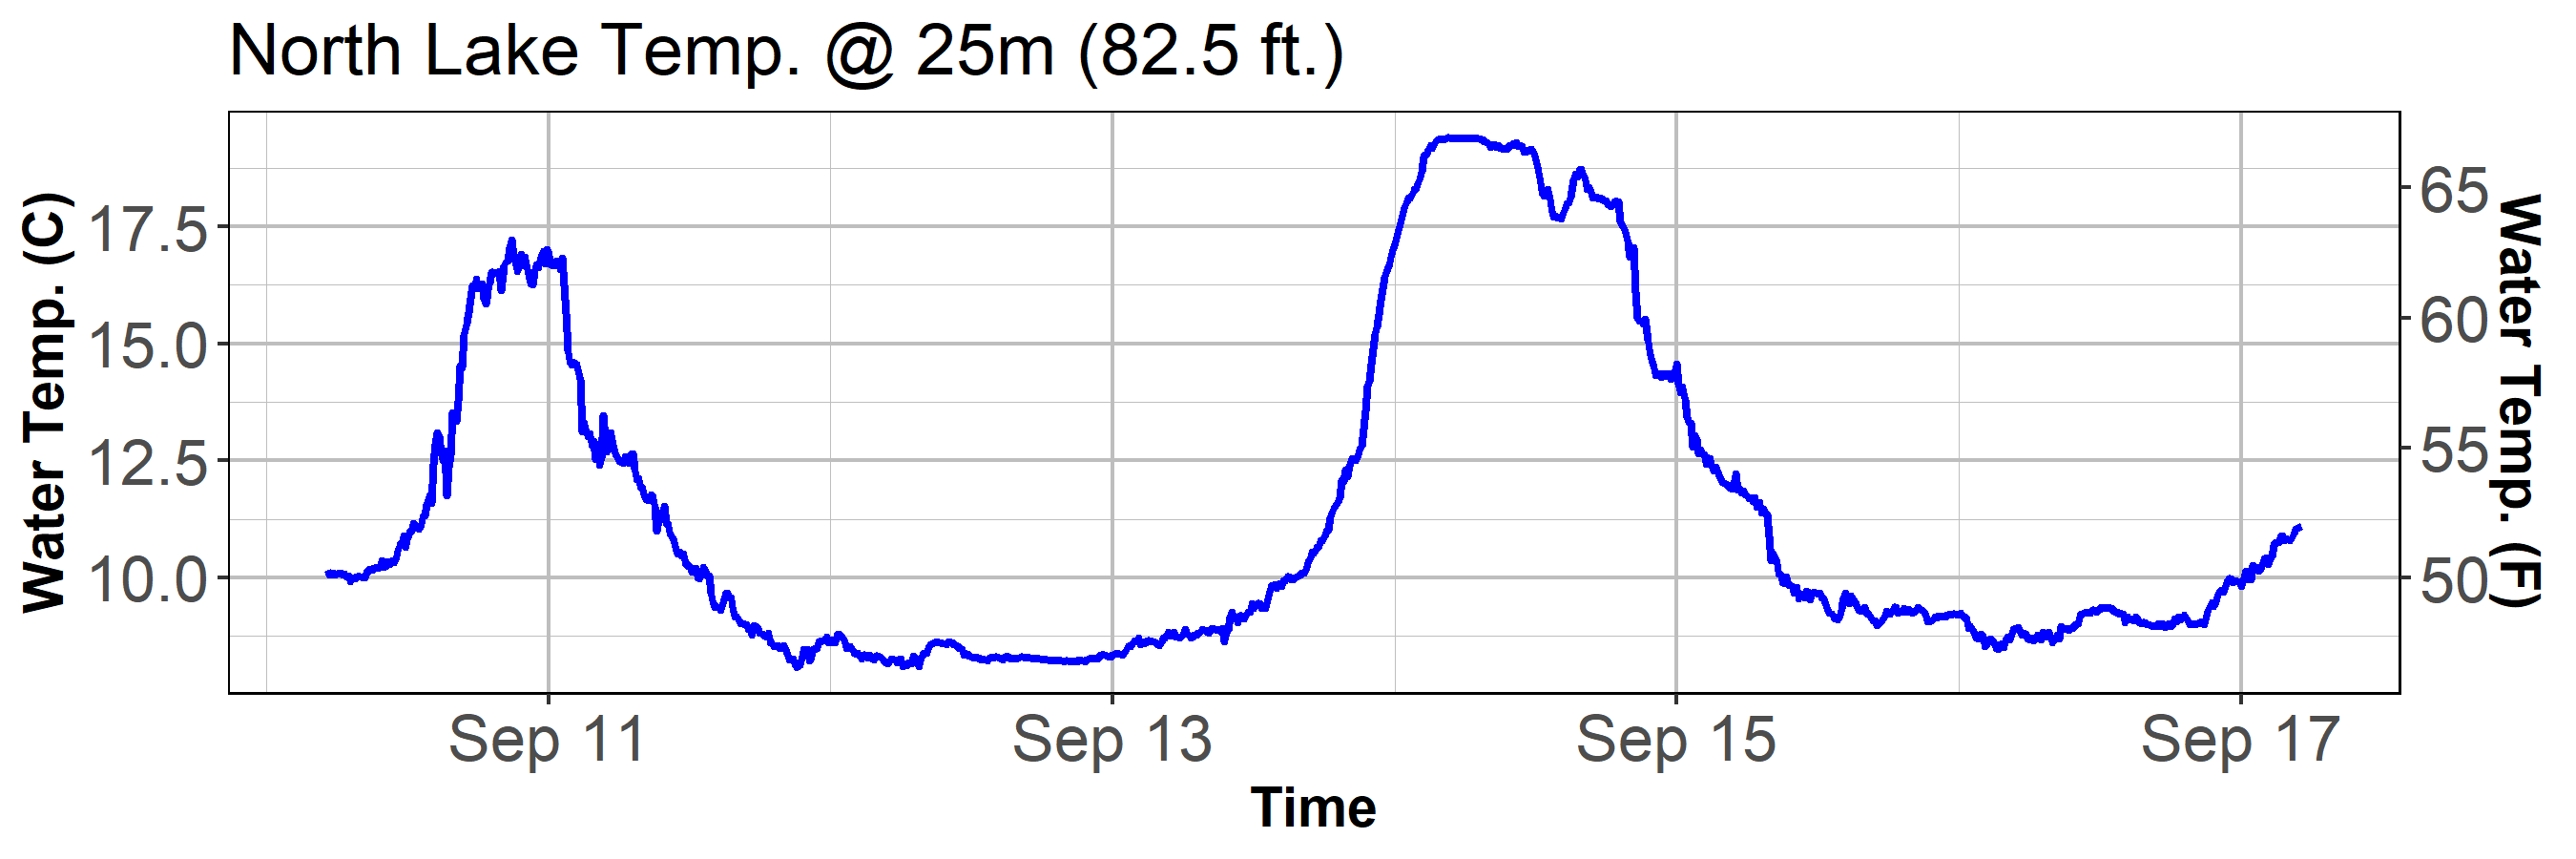 North Lake Temp. @ 25m (82.5 ft.)
Water Temp. (C)
17.5
15.0
12.5
10.0
65
60
55
50
Water Temp. (F)
Sep 11
Sep 13
Sep 15
Sep 17
Time